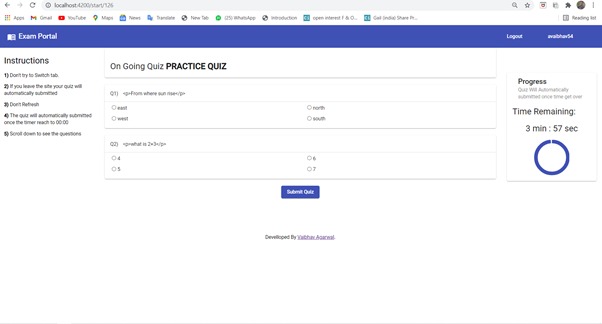 localhost:4200/start/126
Apps Gmail YouTube Maps News Translate New Tab (25) WhatsApp Introduction open interest F & O... Gail (india) Share Pr... Reading list
Exam Portal Logout avaibhav54
Instructions
1) Don't try to Switch tab.
2) If you leave the site your quiz will
automatically submitted
3) Don't Refresh
4) The quiz will automatically submitted
once the timer reach to 00:00
5) Scroll down to see the questions
On Going Quiz PRACTICE QUIZ
Q1) <p>From where sun rise</p>
east north
west south
Q2) <p>what is 2+3</p>
4 6
5 7
Submit Quiz
Progress
Quiz Will Automatically
submitted once time get over
Time Remaining:
3 min : 57 sec
Develloped By Vaibhav Agarwal.